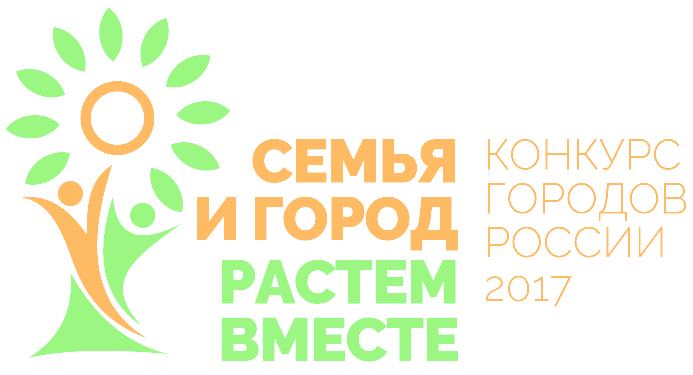 СЕМЬЯ
И ГОРОД
РАСТЕМ
ВМЕСТЕ
КОНКУРС
ГОРОДОВ
РОССИИ
2017